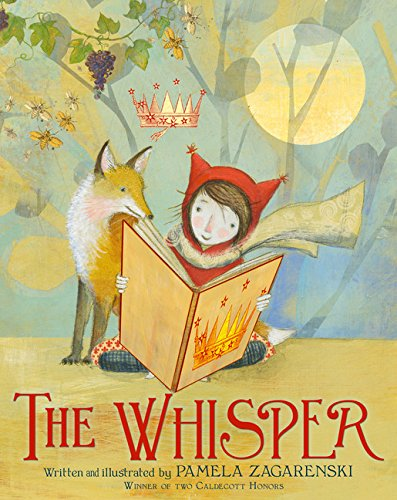 THE WHISPER
Written and illustrated by PAMELA ZAGARENSKI
WINNER OF TWO CALDECOTT HONORS